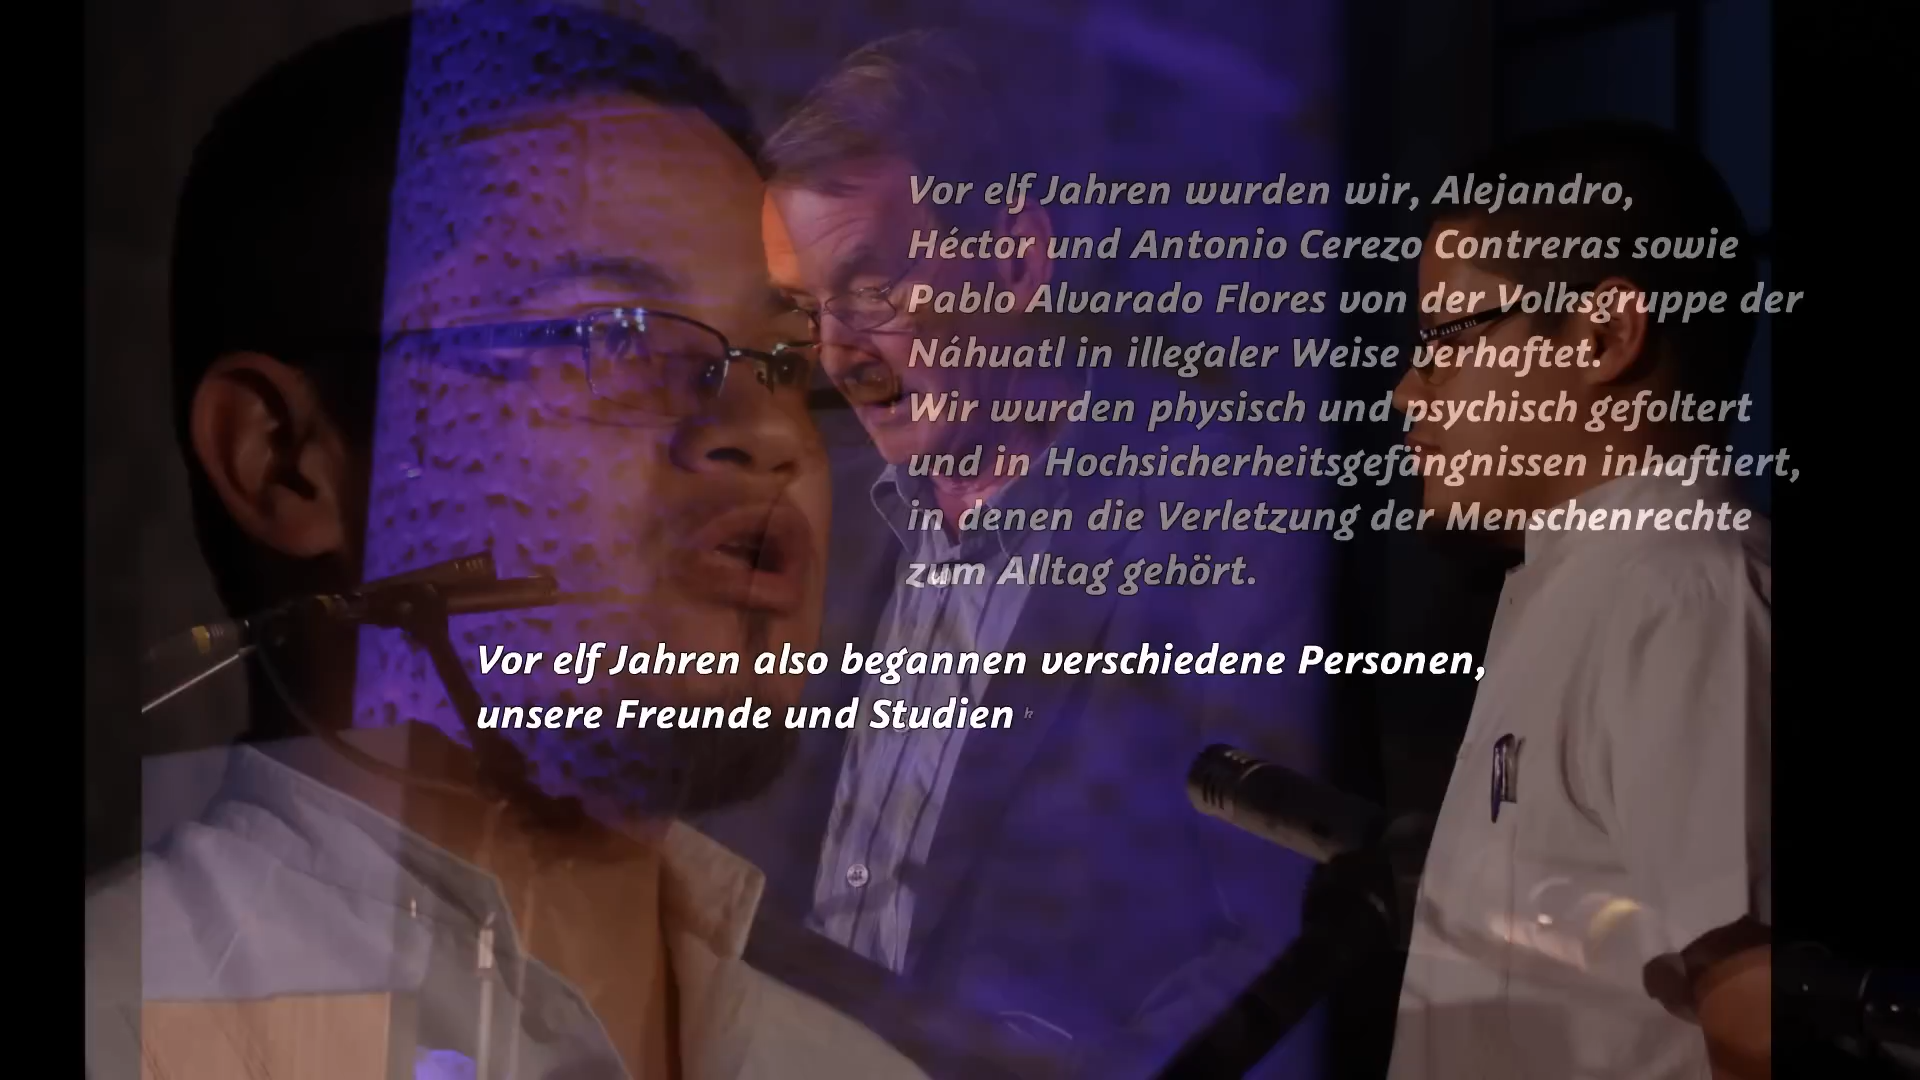 Vor elf Jahren wurden wir, Alejandro,
Héctor und Antonio Cerezo Contreras sowie
Pablo Alvarado Flores von der Volksgruppe der
Náhuatl in illegaler Weise verhaftet.
Wir wurden physisch und psychisch gefoltert
und in Hochsicherheitsgefängnissen inhaftiert,
in denen die Verletzung der Menschenrechte
zum Alltag gehört.
Vor elf Jahren also begannen verschiedene Personen,
unsere Freunde und Studien h